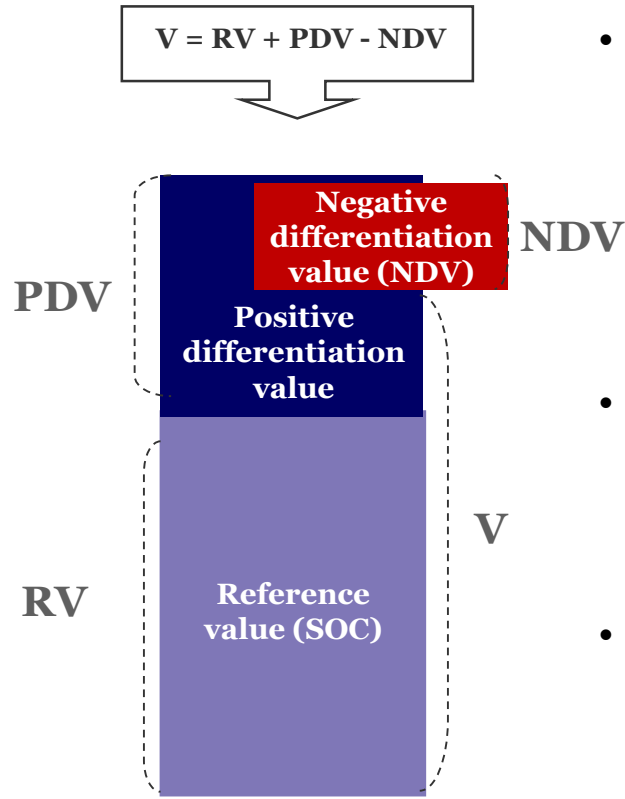 V = RV + PDV - NDV
•
Negative
differentiation
value (NDV)
NDV
PDV
Positive
differentiation
value
•
V
RV
Reference
value (SOC)
•